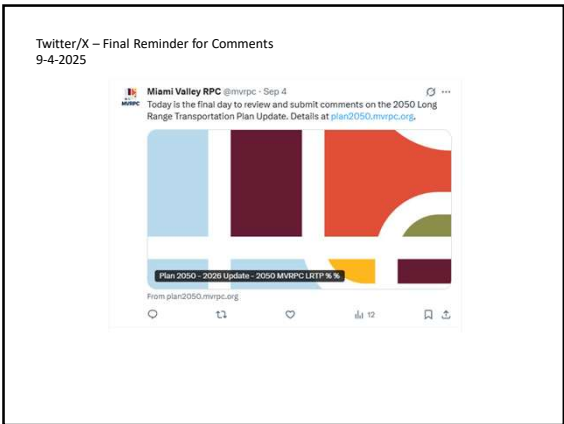 Twitter/X – Final Reminder for Comments
9-4-2025
Miami Valley RPC @mvrpc · Sep 4
MVRPC
Today is the final day to review and submit comments on the 2050 Long
Range Transportation Plan Update. Details at plan2050.mvrpc.org.
Plan 2050 - 2026 Update - 2050 MVRPC LRTP % %
From plan2050.mvrpc.org
12